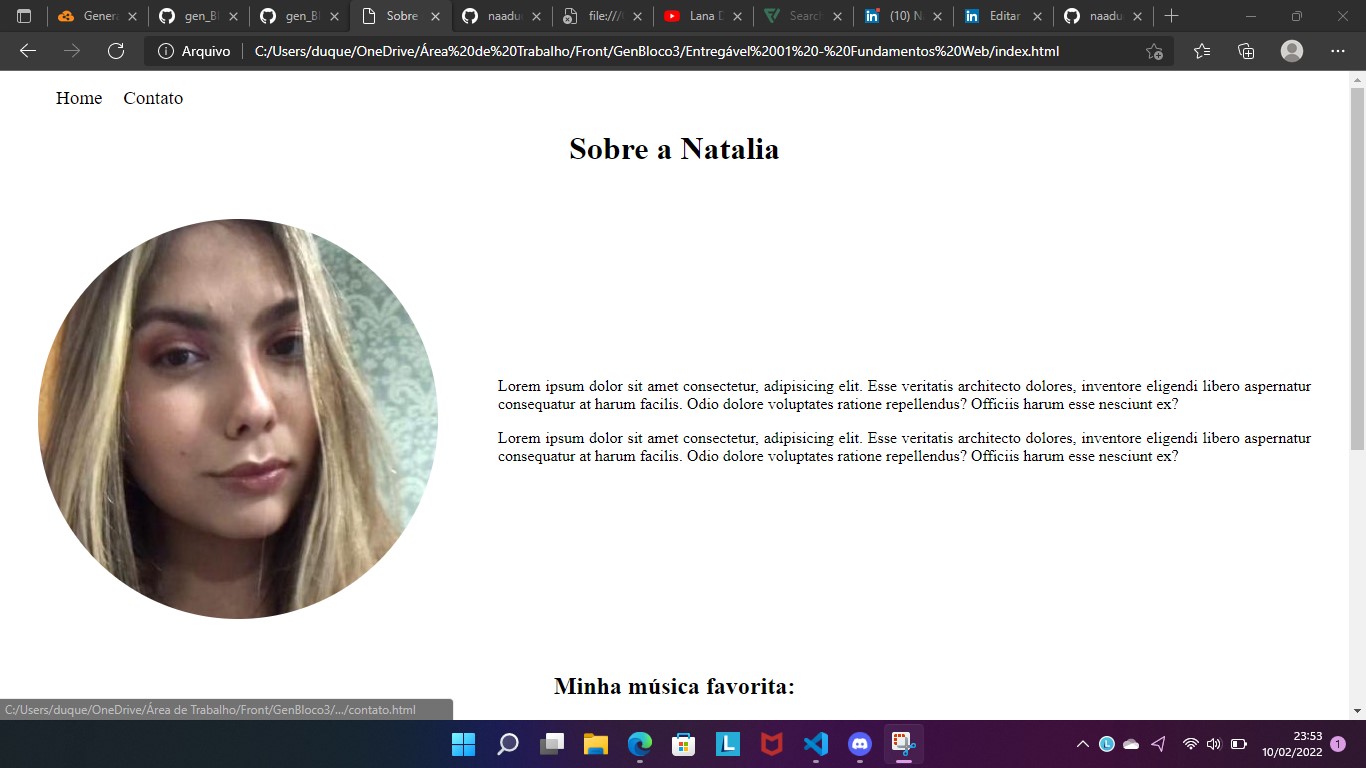 Genera
gen_Bl
gen_Bl
Sobre
naadu
file:///
Lana D
Search
(10) N
Editar
naadu
Arquivo
C:/Users/duque/OneDrive/Área%20de%20Trabalho/Front/GenBloco3/Entregável%2001%20-%20Fundamentos%20Web/index.html
Home Contato
Sobre a Natalia
Lorem ipsum dolor sit amet consectetur, adipisicing elit. Esse veritatis architecto dolores, inventore eligendi libero aspernatur
consequatur at harum facilis. Odio dolore voluptates ratione repellendus? Officiis harum esse nesciunt ex?
Lorem ipsum dolor sit amet consectetur, adipisicing elit. Esse veritatis architecto dolores, inventore eligendi libero aspernatur
consequatur at harum facilis. Odio dolore voluptates ratione repellendus? Officiis harum esse nesciunt ex?
Minha música favorita:
C:/Users/duque/OneDrive/Área de Trabalho/Front/GenBloco3/.../contato.html
23:53
10/02/2022
1